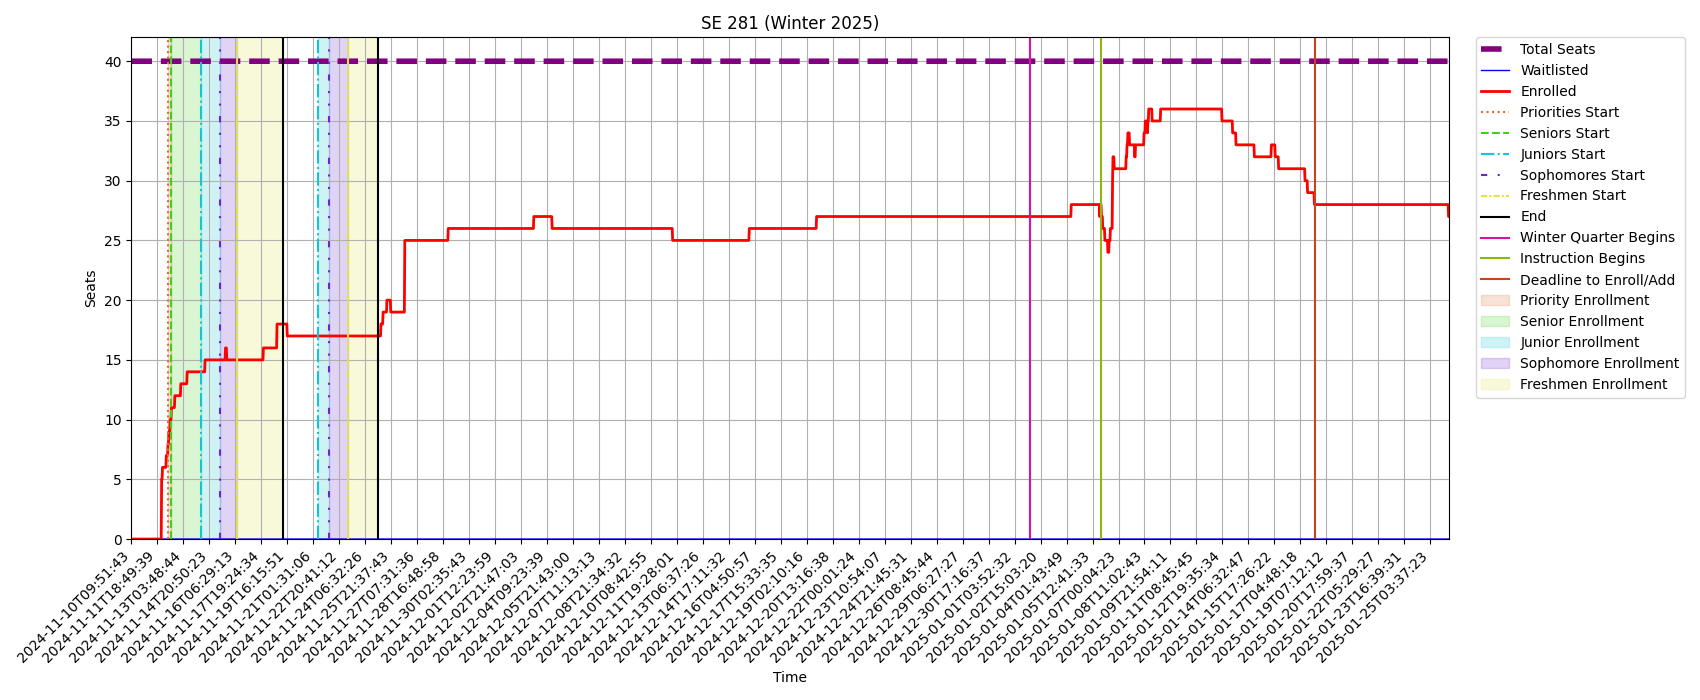 SE 281 (Winter 2025)
Seats
40
35
30
25
20
15
10
5
0
2024-11-10T09:51:43
2024-11-11T18:49:39
2024-11-13T03:48:44
2024-11-14T20:50:23
2024-11-16T06:29:13
2024-11-17T19:24:34
2024-11-19T16:15:51
2024-11-21T01:31:06
2024-11-22T20:41:12
2024-11-24T06:32:26
2024-11-25T21:37:43
2024-11-27T07:31:36
2024-11-28T16:48:58
2024-11-30T02:35:43
2024-12-01T12:23:59
2024-12-02T21:47:03
2024-12-04T09:23:39
2024-12-05T21:43:00
2024-12-07T11:13:13
2024-12-08T21:34:32
2024-12-10T08:42:55
2024-12-11T19:28:01
2024-12-13T06:37:26
2024-12-14T17:11:32
2024-12-16T04:50:57
2024-12-17T15:33:35
2024-12-19T02:10:16
2024-12-20T13:16:38
2024-12-22T00:01:24
2024-12-23T10:54:07
2024-12-24T21:45:31
2024-12-26T08:45:44
2024-12-29T06:27:27
2024-12-30T17:16:37
2025-01-01T03:52:32
2025-01-02T15:03:20
2025-01-04T01:43:49
2025-01-05T12:41:33
2025-01-07T00:04:23
2025-01-08T11:02:43
2025-01-09T21:54:11
2025-01-11T08:45:45
2025-01-12T19:35:34
2025-01-14T06:32:47
2025-01-15T17:26:22
2025-01-17T04:48:18
2025-01-19T07:12:12
2025-01-20T17:59:37
2025-01-22T05:29:27
2025-01-23T16:39:31
2025-01-25T03:37:23
Time
Total Seats
Waitlisted
Enrolled
Priorities Start
Seniors Start
Juniors Start
Sophomores Start
Freshmen Start
End
Winter Quarter Begins
Instruction Begins
Deadline to Enroll/Add
Priority Enrollment
Senior Enrollment
Junior Enrollment
Sophomore Enrollment
Freshmen Enrollment